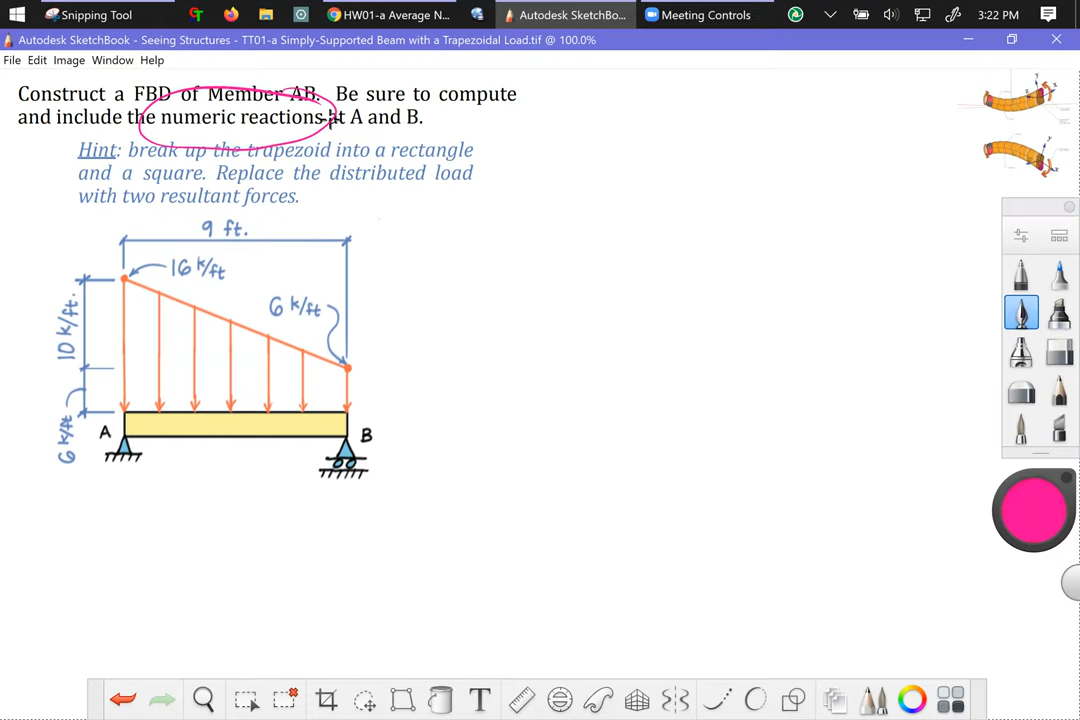 Snipping Tool
HW01-a Average N...
Autodesk SketchBo...
Meeting Controls
3:22 PM
Autodesk SketchBook - Seeing Structures - TT01-a Simply-Supported Beam with a Trapezoidal Load.tif @ 100.0%
File Edit Image Window Help
Construct a FBD of Member AB. Be sure to compute
and include the numeric reactions at A and B.
Hint: break up the trapezoid into a rectangle
and a square. Replace the distributed load
with two resultant forces.
9 ft.
16 k/ft
6 k/ft
10 k/ft.
6 k/ft
A
B
T